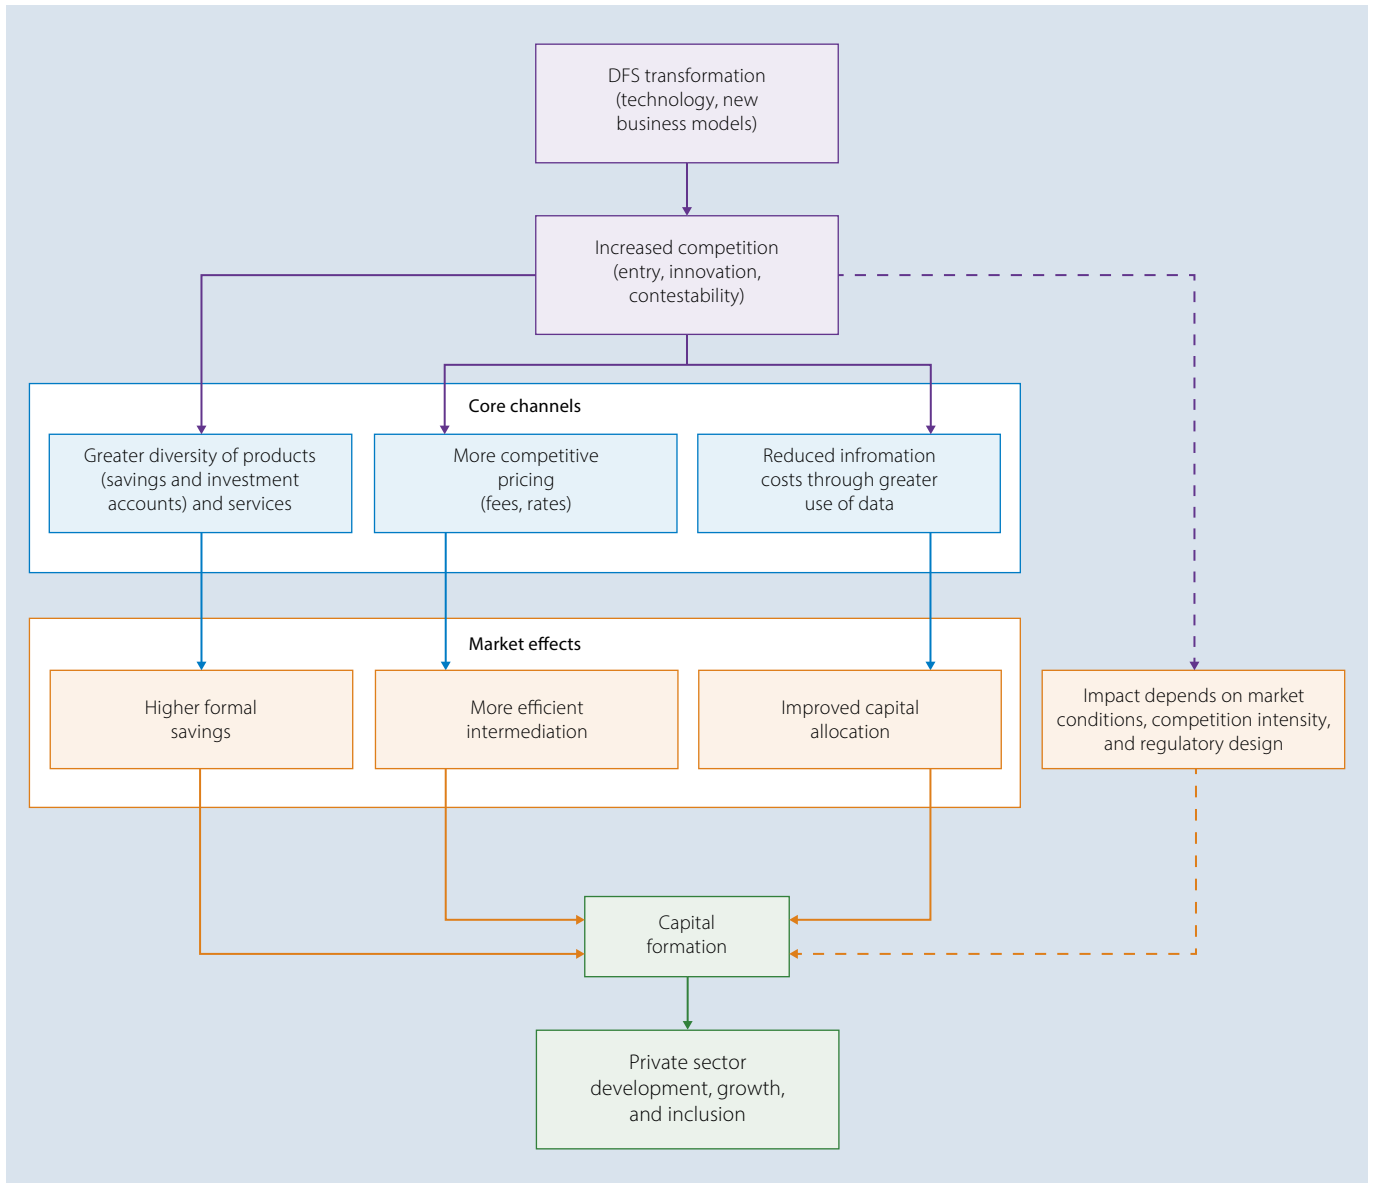 DFS transformation
(technology, new
business models)
Increased competition
(entry, innovation,
contestability)
Core channels
Greater diversity of products
(savings and investment
accounts) and services
More competitive
pricing
(fees, rates)
Reduced infromation
costs through greater
use of data
Market effects
Higher formal
savings
More efficient
intermediation
Improved capital
allocation
Impact depends on market
conditions, competition intensity,
and regulatory design
Capital
formation
Private sector
development, growth,
and inclusion